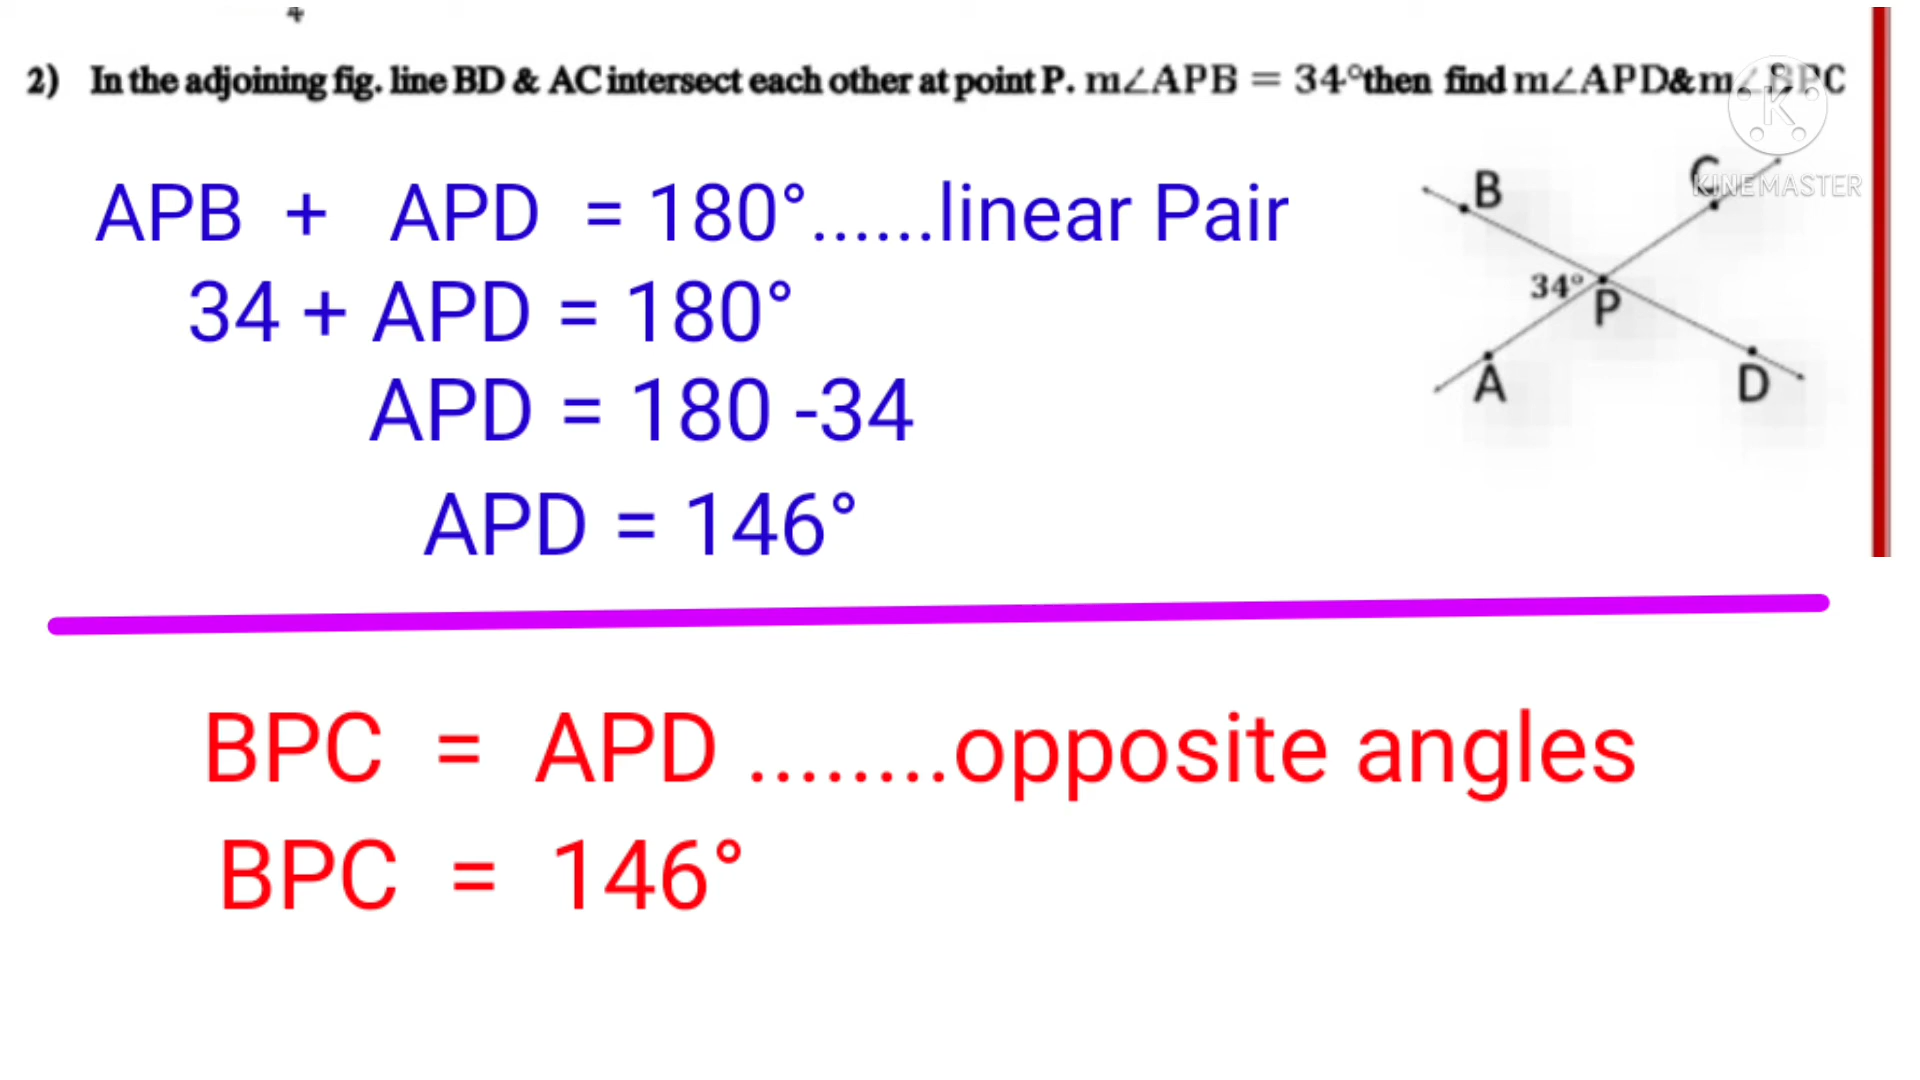 2) In the adjoining fig. line BD & AC intersect each other at point P. m∠APB = 34°then find m∠APD&m∠BPC
APB + APD = 180°......linear Pair
34 + APD = 180°
APD = 180 -34
APD = 146°
B
C
KINEMASTER
34°
P
A
D
BPC = APD ........opposite angles
BPC = 146°